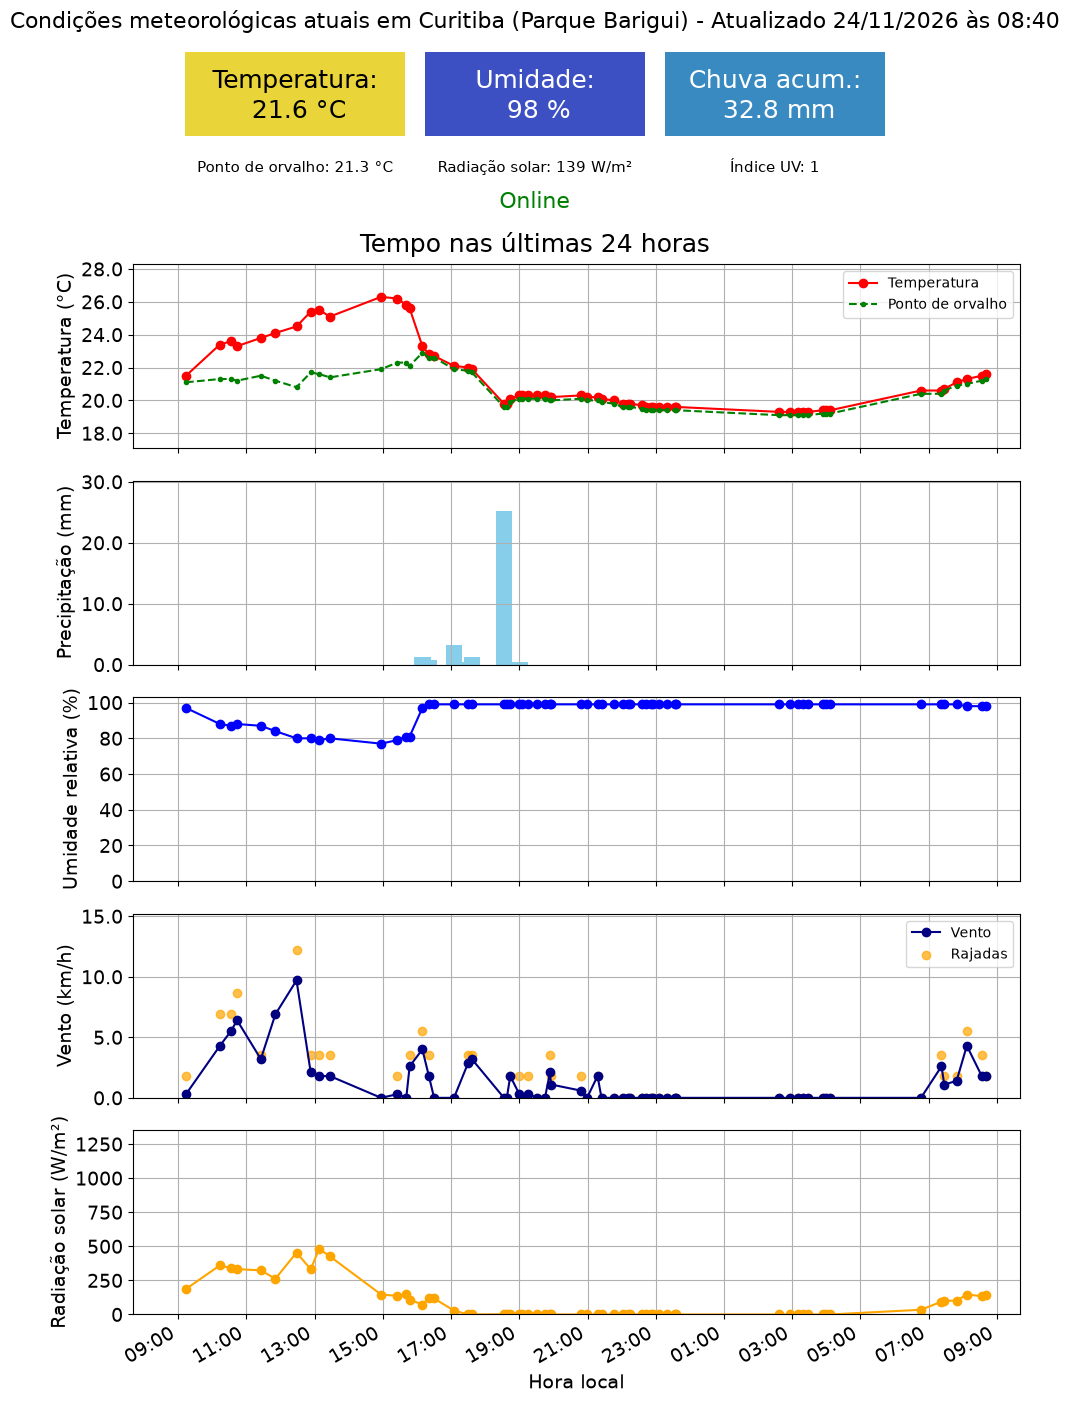 Condições meteorológicas atuais em Curitiba (Parque Barigui) - Atualizado 24/11/2026 às 08:40
Temperatura:
21.6 °C
Umidade:
98 %
Chuva acum.:
32.8 mm
Ponto de orvalho: 21.3 °C
Radiação solar: 139 W/m²
Índice UV: 1
Online
Tempo nas últimas 24 horas
Temperatura (°C)
28.0
26.0
24.0
22.0
20.0
18.0
Temperatura
Ponto de orvalho
Precipitação (mm)
30.0
20.0
10.0
0.0
Umidade relativa (%)
100
80
60
40
20
0
Vento (km/h)
15.0
10.0
5.0
0.0
Vento
Rajadas
Radiação solar (W/m²)
1250
1000
750
500
250
0
09:00
11:00
13:00
15:00
17:00
19:00
21:00
23:00
01:00
03:00
05:00
07:00
09:00
Hora local